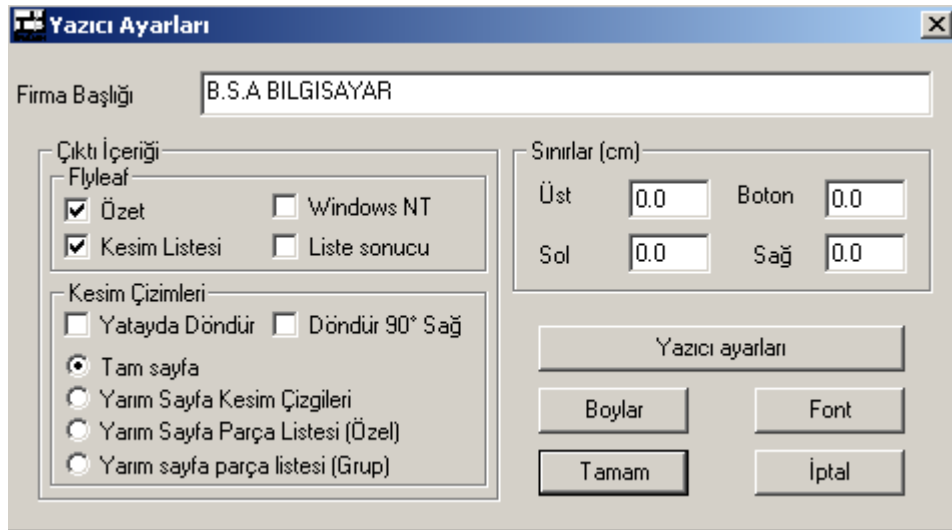 Yazıcı Ayarları
Firma Başlığı B.S.A BILGISAYAR
Çıktı İçeriği
Flyleaf
Özet Windows NT
Kesim Listesi Liste sonucu
Kesim Çizimleri
Yatayda Döndür Döndür 90° Sağ
Tam sayfa
Yarım Sayfa Kesim Çizgileri
Yarım Sayfa Parça Listesi (Özel)
Yarım sayfa parça listesi (Grup)
Sınırlar (cm)
Üst 0.0 Boton 0.0
Sol 0.0 Sağ 0.0
Yazıcı ayarları
Boylar Font
Tamam İptal